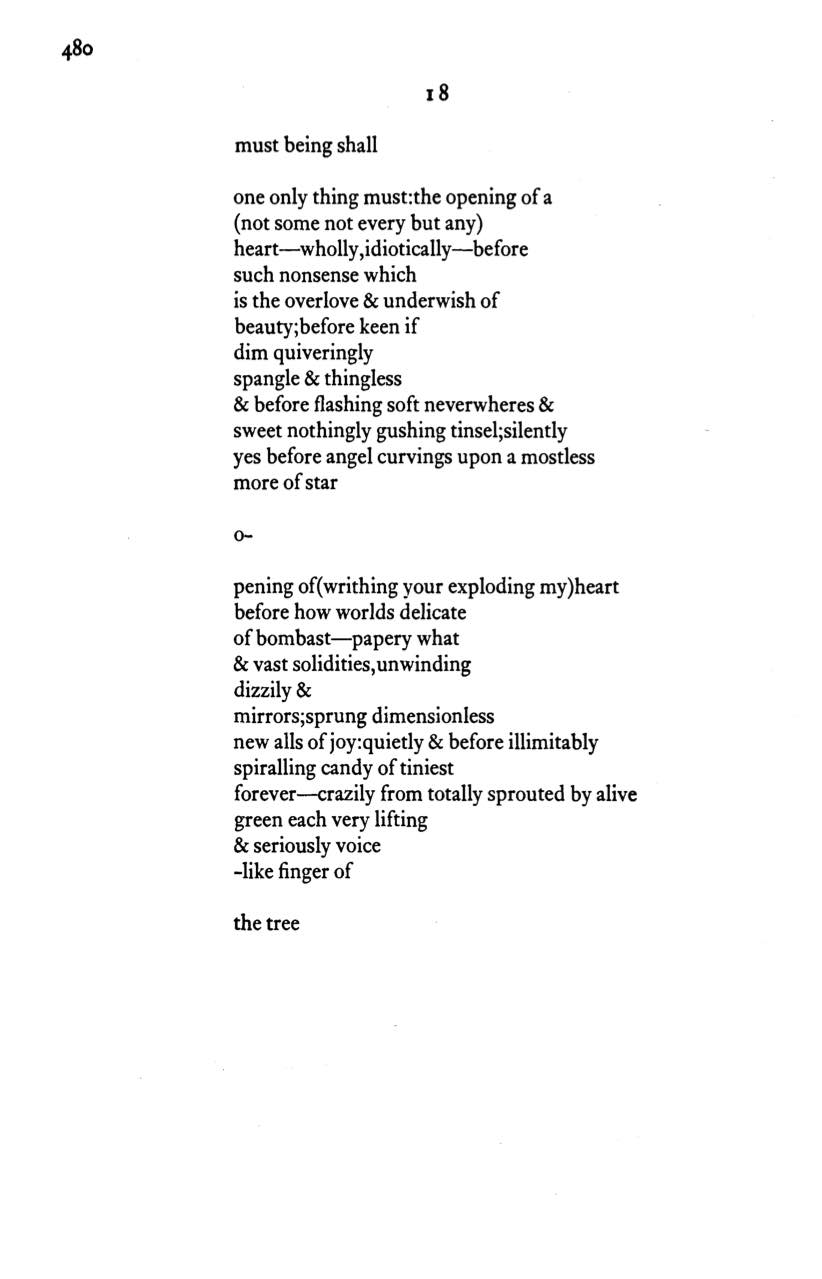 480
18
must being shall
one only thing must:the opening of a
(not some not every but any)
heart—wholly,idiotically—before
such nonsense which
is the overlove & underwish of
beauty;before keen if
dim quiveringly
spangle & thingless
& before flashing soft neverwheres &
sweet nothingly gushing tinsel;silently
yes before angel curvings upon a mostless
more of star
o-
pening of(writhing your exploding my)heart
before how worlds delicate
of bombast—papery what
& vast solidities,unwinding
dizzily &
mirrors;sprung dimensionless
new alls of joy:quietly & before illimitably
spiralling candy of tiniest
forever—crazily from totally sprouted by alive
green each very lifting
& seriously voice
-like finger of
the tree